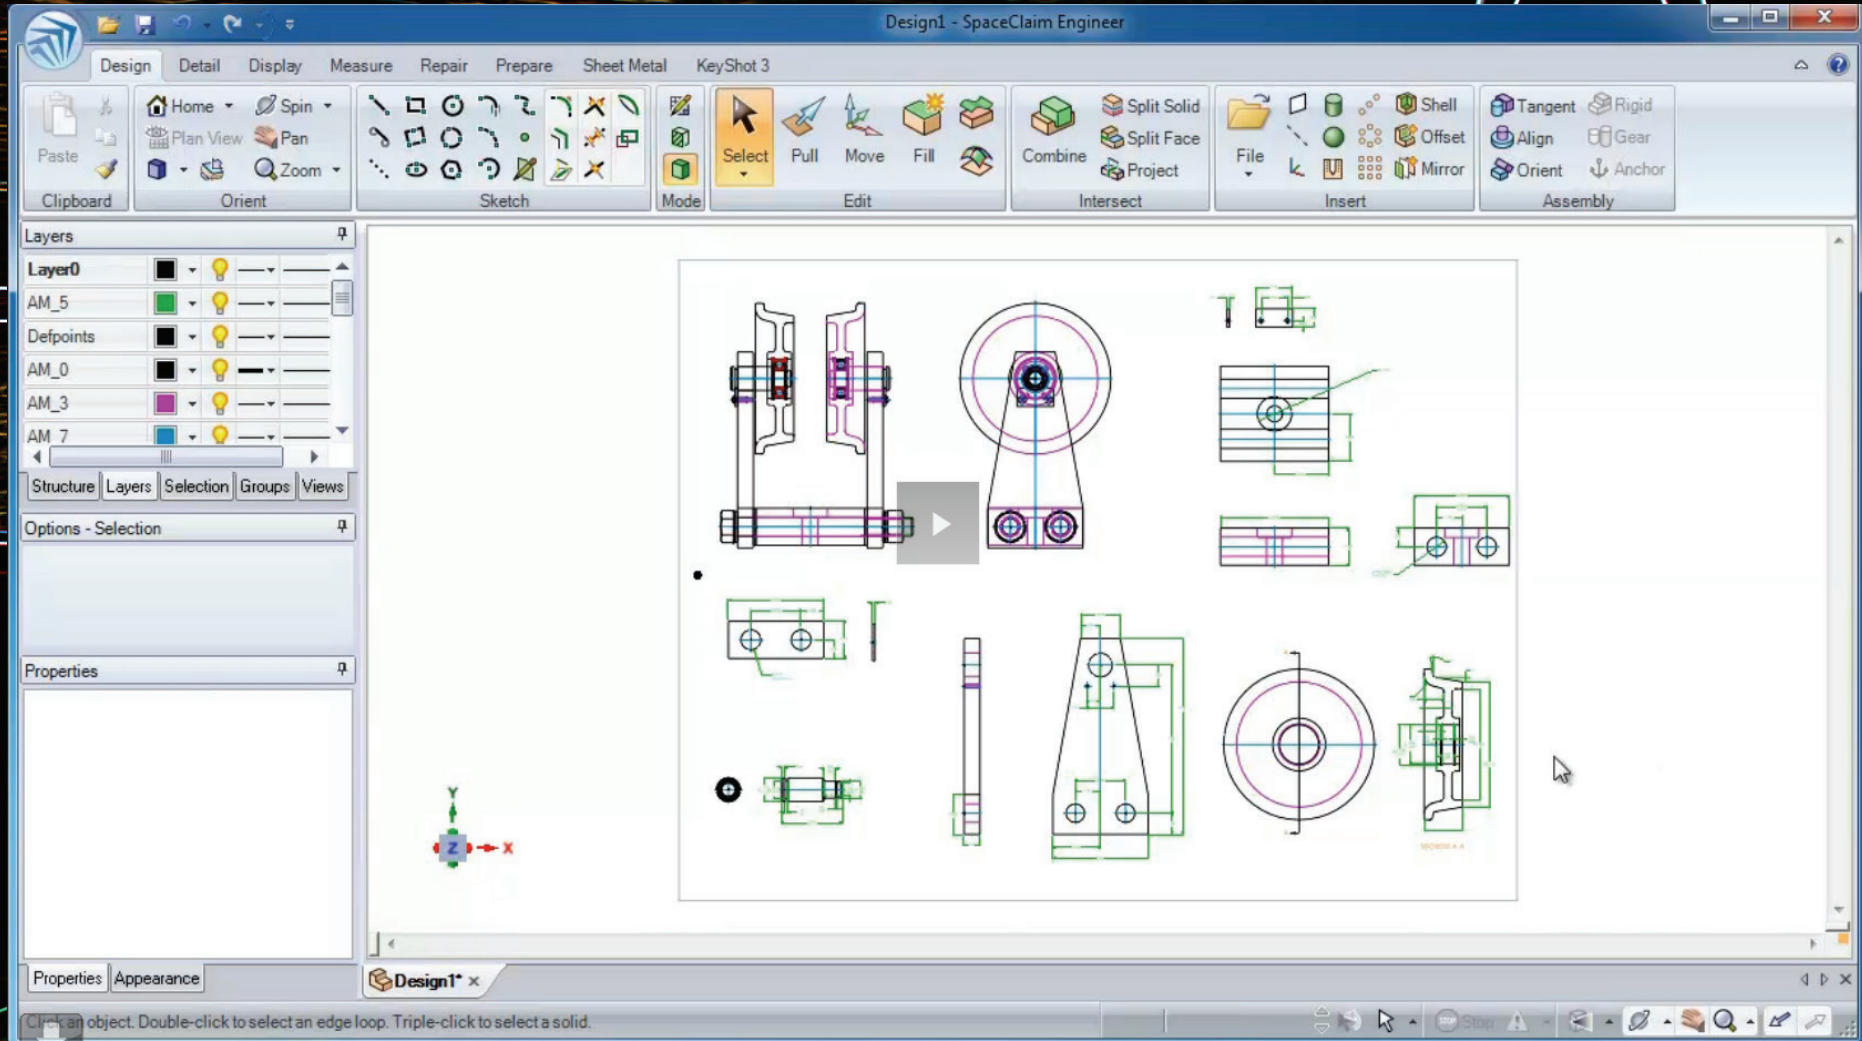 Design1 - SpaceClaim Engineer
Design Detail Display Measure Repair Prepare Sheet Metal KeyShot 3
Home Spin Split Solid Shell Tangent Rigid
Plan View Pan Split Face Offset Align Gear
Paste Select Pull Move Fill Combine File
Zoom Project Mirror Orient Anchor
Clipboard Orient Sketch Mode Edit Intersect Insert Assembly
Layers
Layer0
AM_5
Defpoints
AM_0
AM_3
AM_7
Structure Layers Selection Groups Views
Options - Selection
Properties
Y
Z X
SECTION A-A
Properties Appearance
Design1*
Click an object. Double-click to select an edge loop. Triple-click to select a solid.
STOP Stop